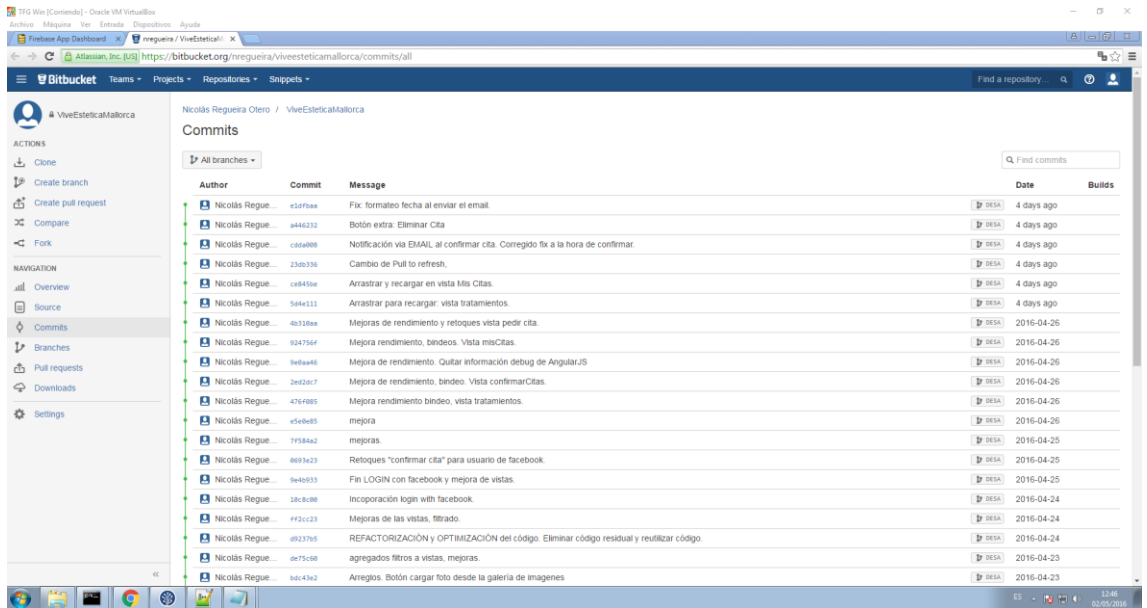 TFG Win [Corriendo] - Oracle VM VirtualBox
Archivo Máquina Ver Entrada Dispositivos Ayuda
Firebase App Dashboard nregueira / ViveEsteticaM
Atlassian, Inc. [US] https://bitbucket.org/nregueira/viveesteticamallorca/commits/all
Bitbucket Teams Projects Repositories Snippets Find a repository...
ViveEsteticaMallorca
ACTIONS
Clone
Create branch
Create pull request
Compare
Fork
NAVIGATION
Overview
Source
Commits
Branches
Pull requests
Downloads
Settings
Nicolás Regueira Otero / ViveEsteticaMallorca
Commits
All branches Find commits
Author Commit Message Date Builds
Nicolás Regue... e1dfbaa Fix: formateo fecha al enviar el email. DESA 4 days ago
Nicolás Regue... a446232 Botón extra: Eliminar Cita DESA 4 days ago
Nicolás Regue... cdda008 Notificación via EMAIL al confirmar cita. Corregido fix a la hora de confirmar. DESA 4 days ago
Nicolás Regue... 23db336 Cambio de Pull to refresh, DESA 4 days ago
Nicolás Regue... ce845be Arrastrar y recargar en vista Mis Citas. DESA 4 days ago
Nicolás Regue... 5d4e111 Arrastrar para recargar: vista tratamientos. DESA 4 days ago
Nicolás Regue... 4b310aa Mejoras de rendimiento y retoques vista pedir cita. DESA 2016-04-26
Nicolás Regue... 924756f Mejora rendimiento, bindeos. Vista misCitas. DESA 2016-04-26
Nicolás Regue... 9e0aa46 Mejora de rendimiento. Quitar información debug de AngularJS DESA 2016-04-26
Nicolás Regue... 2ed2dc7 Mejora de rendimiento, bindeo. Vista confirmarCitas. DESA 2016-04-26
Nicolás Regue... 476f085 Mejora rendimiento bindeo, vista tratamientos. DESA 2016-04-26
Nicolás Regue... e5e0e85 mejora DESA 2016-04-26
Nicolás Regue... 7f584a2 mejoras. DESA 2016-04-25
Nicolás Regue... 0693e23 Retoques "confirmar cita" para usuario de facebook. DESA 2016-04-25
Nicolás Regue... 9e4b933 Fin LOGIN con facebook y mejora de vistas. DESA 2016-04-25
Nicolás Regue... 18c8c00 Incoporación login with facebook. DESA 2016-04-24
Nicolás Regue... ff2cc23 Mejoras de las vistas, filtrado. DESA 2016-04-24
Nicolás Regue... d9237b5 REFACTORIZACIÓN y OPTIMIZACIÓN del código. Eliminar código residual y reutilizar código. DESA 2016-04-24
Nicolás Regue... de75c60 agregados filtros a vistas, mejoras. DESA 2016-04-23
Nicolás Regue... bdc43e2 Arreglos. Botón cargar foto desde la galería de imagenes DESA 2016-04-23
ES 12:46
02/05/2016